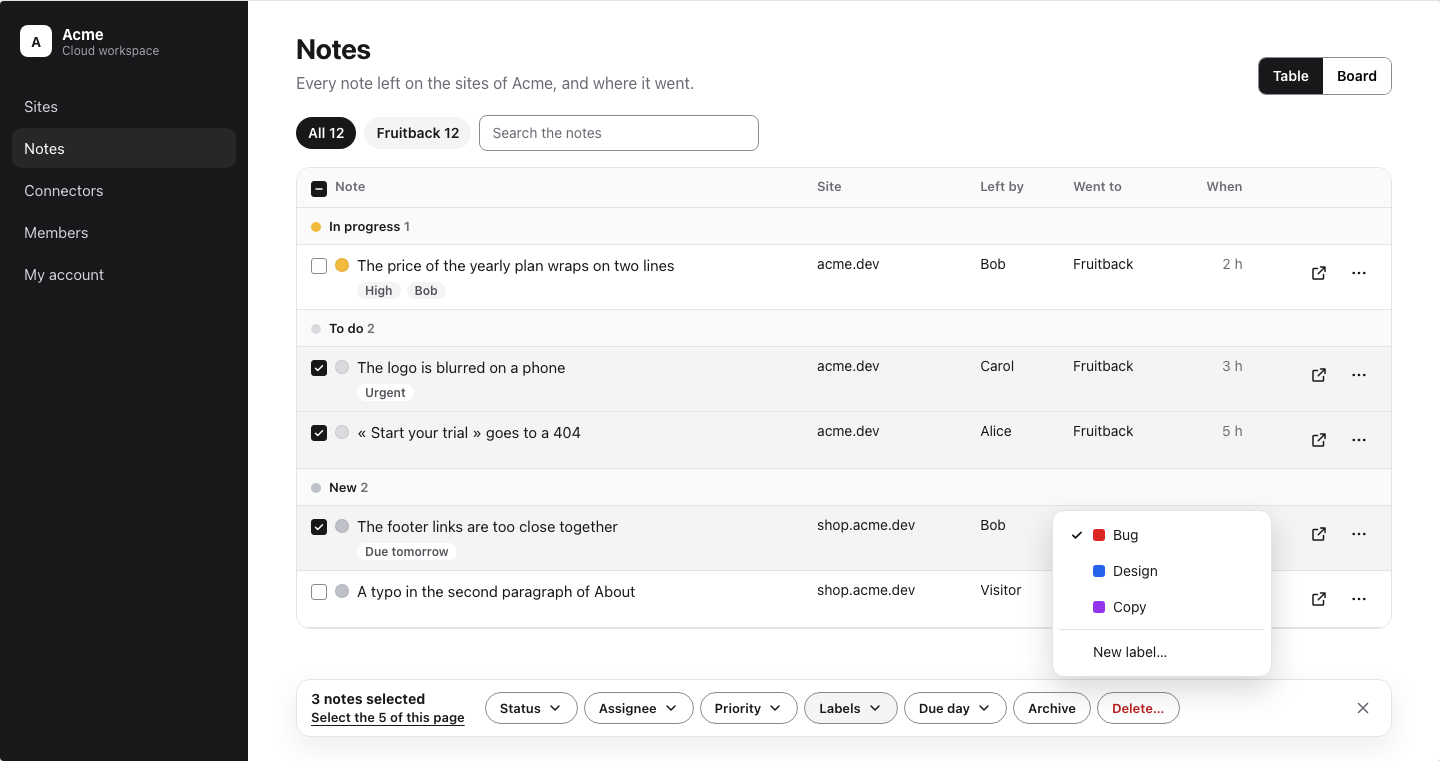 A
Acme
Cloud workspace
Sites
Notes
Connectors
Members
My account
Notes
Every note left on the sites of Acme, and where it went.
Table Board
All 12 Fruitback 12 Search the notes
Note Site Left by Went to When
In progress 1
The price of the yearly plan wraps on two lines acme.dev Bob Fruitback 2 h
High Bob
To do 2
The logo is blurred on a phone acme.dev Carol Fruitback 3 h
Urgent
« Start your trial » goes to a 404 acme.dev Alice Fruitback 5 h
New 2
The footer links are too close together shop.acme.dev Bob
Due tomorrow
A typo in the second paragraph of About shop.acme.dev Visitor
Bug
Design
Copy
New label...
3 notes selected
Select the 5 of this page
Status Assignee Priority Labels Due day Archive Delete...